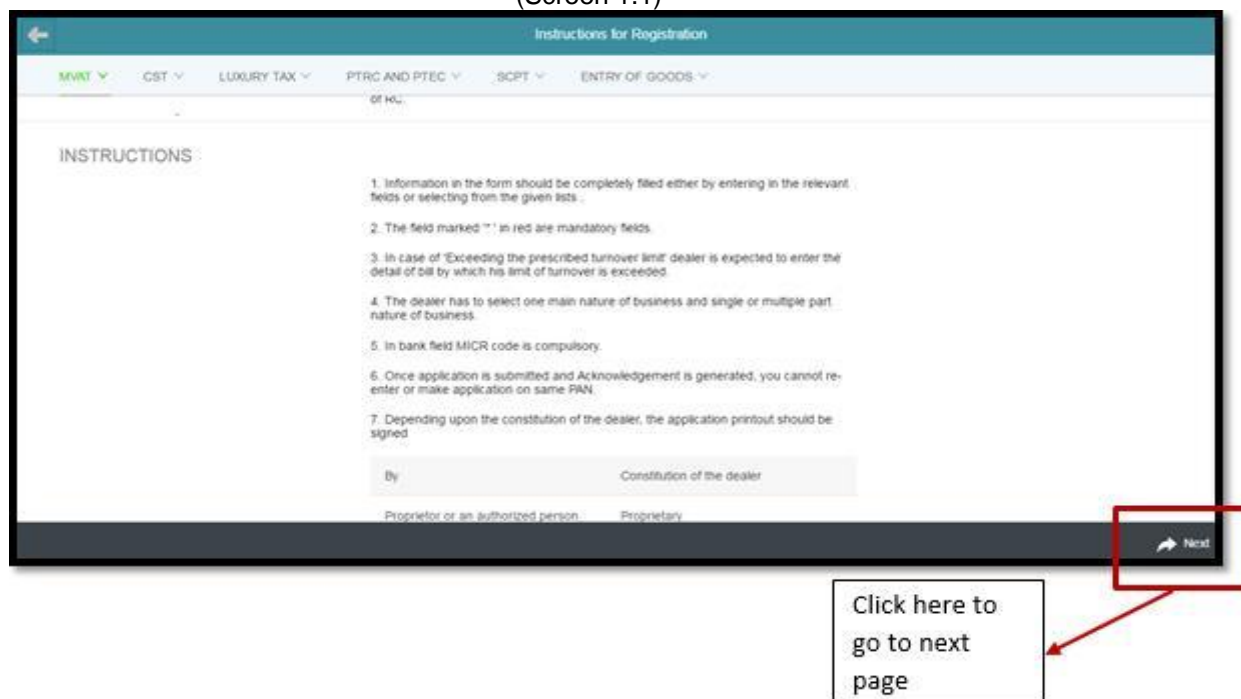 (Screen 1.1)
Instructions for Registration
MVAT CST LUXURY TAX PTRC AND PTEC SCPT ENTRY OF GOODS
of RC.
INSTRUCTIONS
1. Information in the form should be completely filled either by entering in the relevant
fields or selecting from the given lists .
2. The field marked '*' in red are mandatory fields.
3. In case of 'Exceeding the prescribed turnover limit' dealer is expected to enter the
detail of bill by which his limit of turnover is exceeded.
4. The dealer has to select one main nature of business and single or multiple part
nature of business.
5. In bank field MICR code is compulsory.
6. Once application is submitted and Acknowledgement is generated, you cannot re-
enter or make application on same PAN.
7. Depending upon the constitution of the dealer, the application printout should be
signed
By Constitution of the dealer
Proprietor or an authorized person Proprietary
Next
Click here to
go to next
page